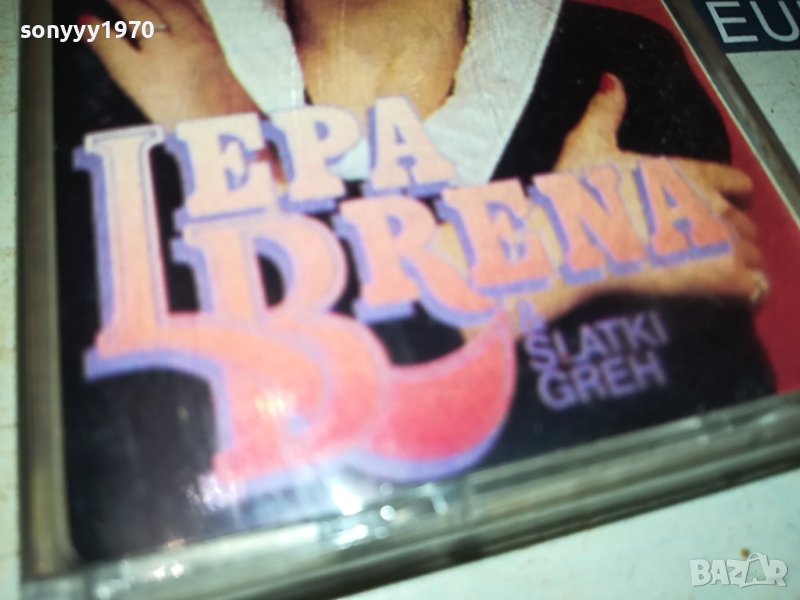 sonyyy1970
EU
LEPA
BRENA
& SLATKI
GREH
BAZAR